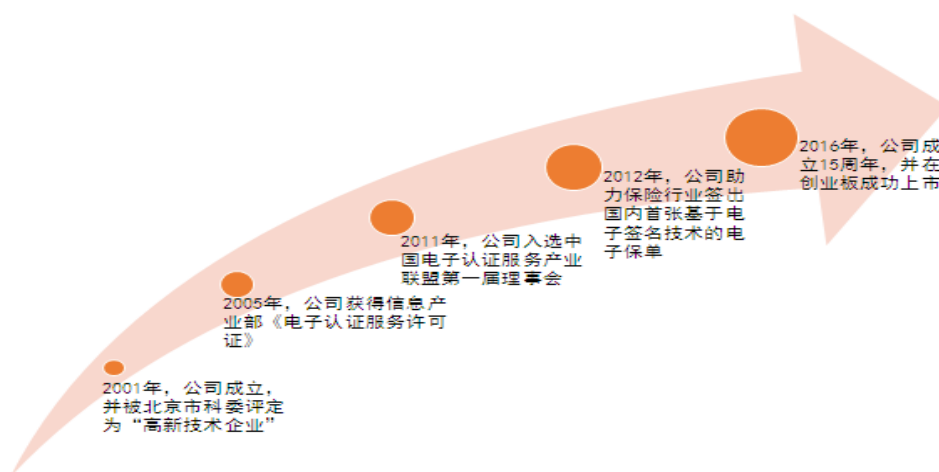 2001年，公司成立，
并被北京市科委评定
为“高新技术企业”
2005年，公司获得信息产
业部《电子认证服务许可
证》
2011年，公司入选中
国电子认证服务产业
联盟第一届理事会
2012年，公司助
力保险行业签出
国内首张基于电
子签名技术的电
子保单
2016年，公司成
立15周年，并在
创业板成功上市